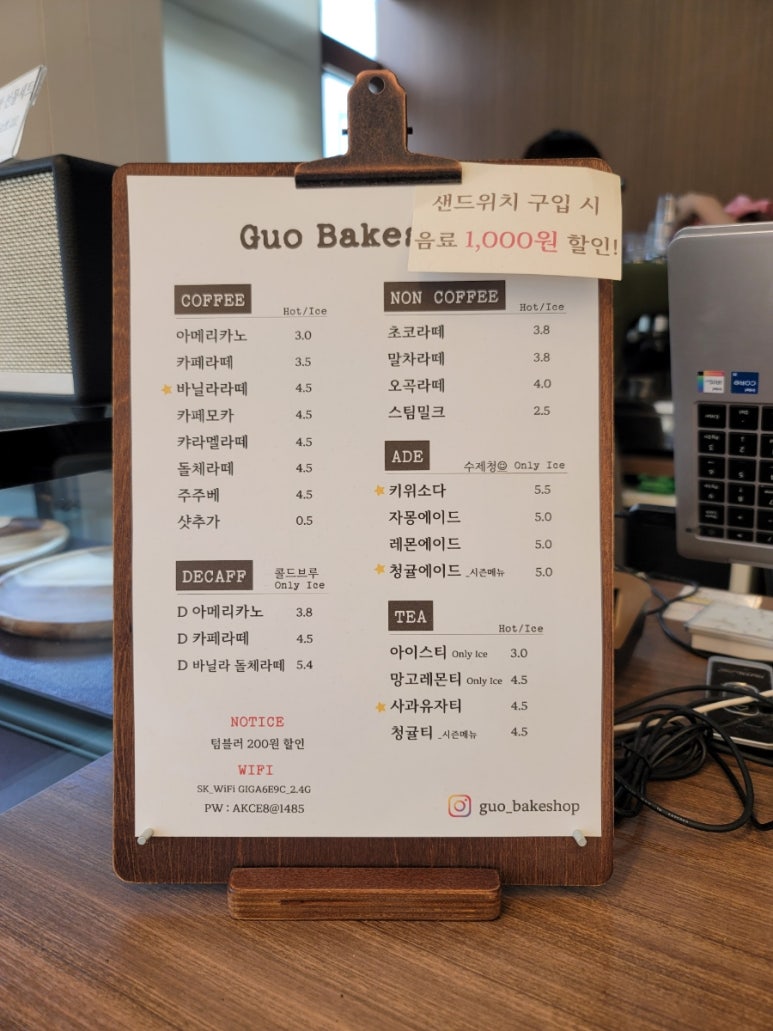 Guo Bakes
샌드위치 구입 시
음료 1,000원 할인!
COFFEE
Hot/Ice
아메리카노 3.0
카페라떼 3.5
바닐라라떼 4.5
카페모카 4.5
캬라멜라떼 4.5
돌체라떼 4.5
주주베 4.5
샷추가 0.5
DECAFF 콜드브루
Only Ice
D 아메리카노 3.8
D 카페라떼 4.5
D 바닐라 돌체라떼 5.4
NOTICE
텀블러 200원 할인
WIFI
SK_WiFi GIGA6E9C_2.4G
PW : AKCE8@1485
NON COFFEE
Hot/Ice
초코라떼 3.8
말차라떼 3.8
오곡라떼 4.0
스팀밀크 2.5
ADE
수제청☺ Only Ice
키위소다 5.5
자몽에이드 5.0
레몬에이드 5.0
청귤에이드 _시즌메뉴 5.0
TEA
Hot/Ice
아이스티 Only Ice 3.0
망고레몬티 Only Ice 4.5
사과유자티 4.5
청귤티 _시즌메뉴 4.5
guo_bakeshop